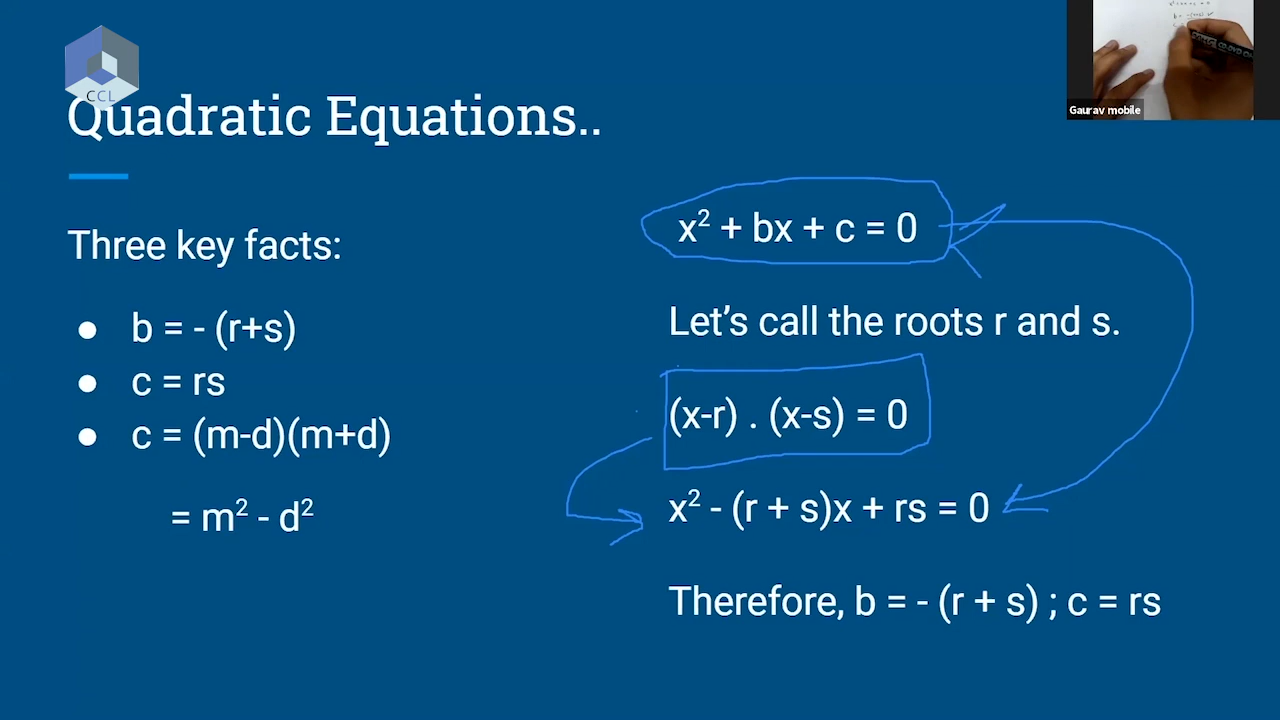 CCL
Quadratic Equations..
Three key facts:
● b = - (r+s)
● c = rs
● c = (m-d)(m+d)
= m² - d²
x² + bx + c = 0
Let’s call the roots r and s.
(x-r) . (x-s) = 0
x² - (r + s)x + rs = 0
Therefore, b = - (r + s) ; c = rs
Gaurav mobile